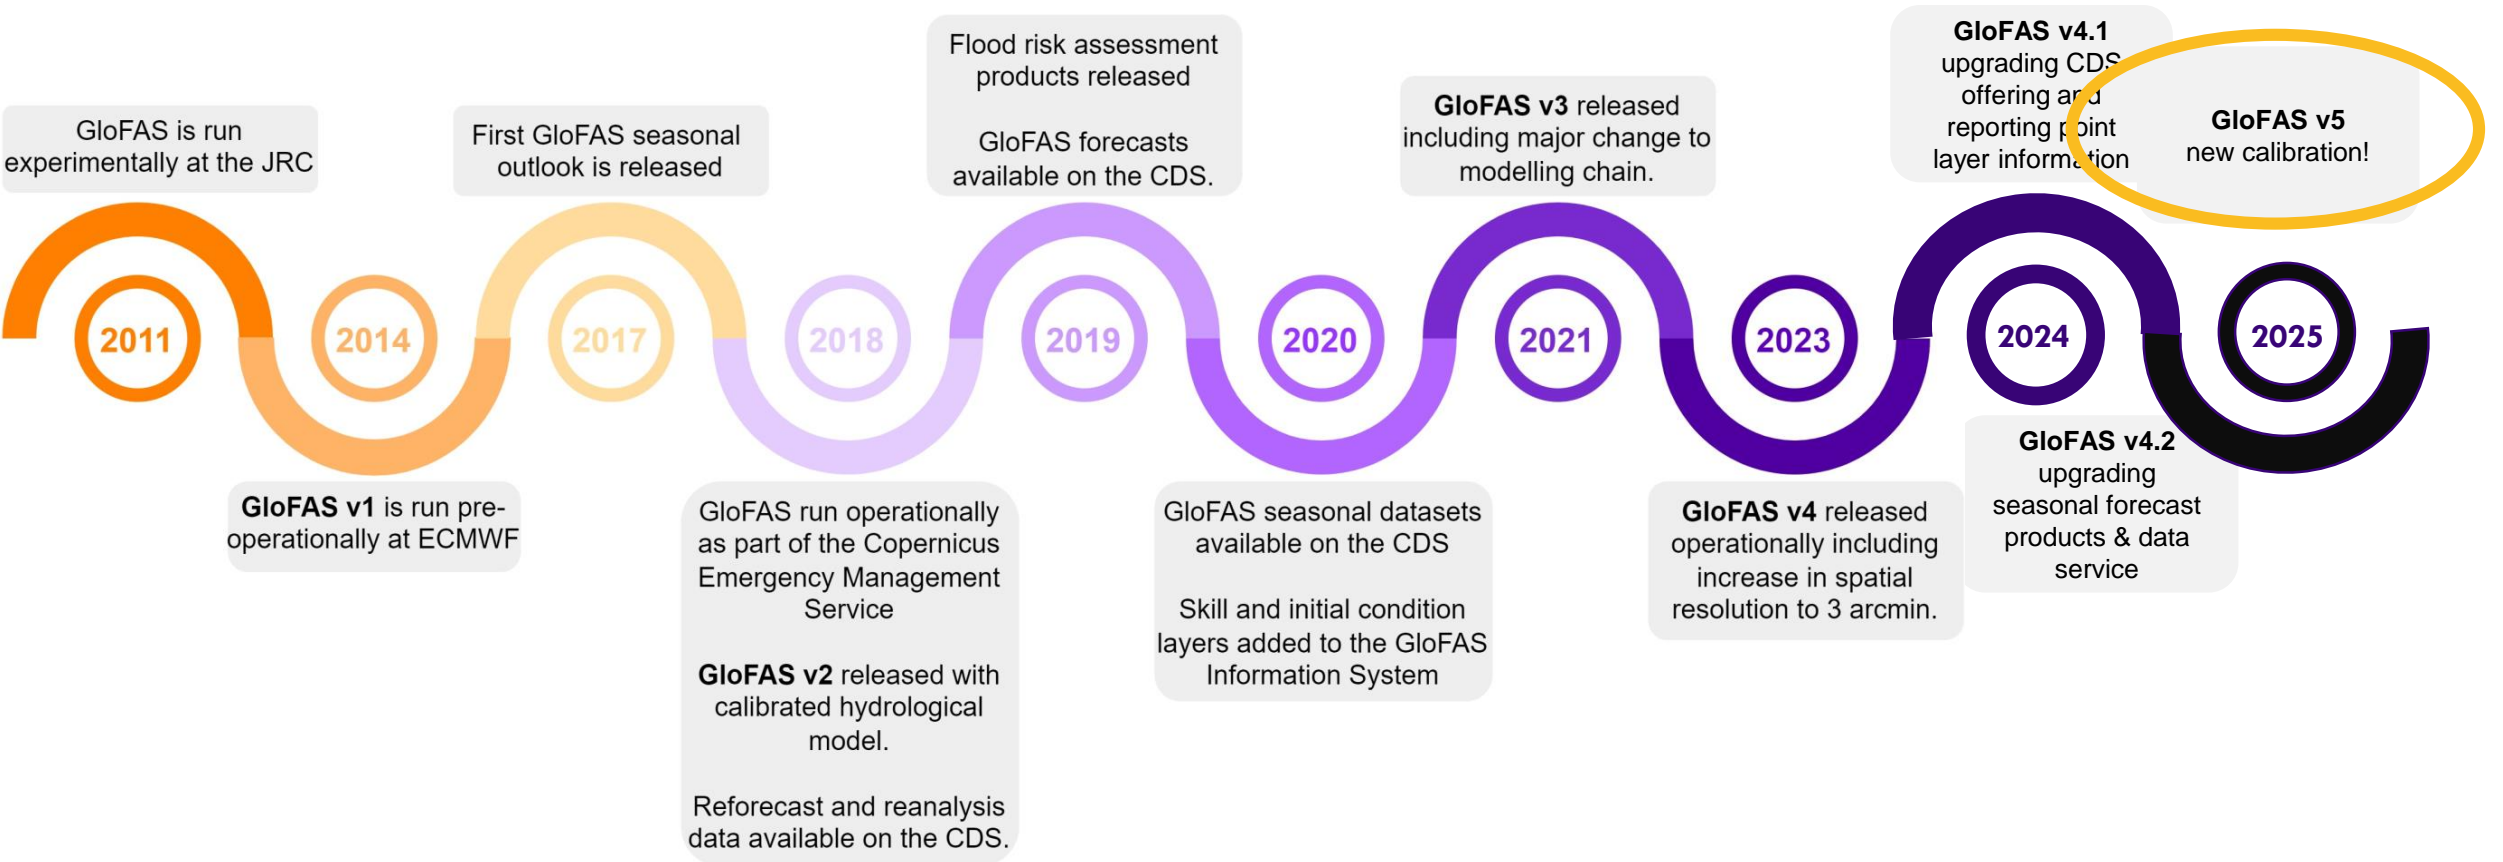 GloFAS is run
experimentally at the JRC
2011
2014
GloFAS v1 is run pre-
operationally at ECMWF
First GloFAS seasonal
outlook is released
2017
2018
GloFAS run operationally
as part of the Copernicus
Emergency Management
Service
GloFAS v2 released with
calibrated hydrological
model.
Reforecast and reanalysis
data available on the CDS.
Flood risk assessment
products released
GloFAS forecasts
available on the CDS.
2019
2020
GloFAS seasonal datasets
available on the CDS
Skill and initial condition
layers added to the GloFAS
Information System
GloFAS v3 released
including major change to
modelling chain.
2021
2023
GloFAS v4 released
operationally including
increase in spatial
resolution to 3 arcmin.
GloFAS v4.1
upgrading CDS
offering and
reporting point
layer information
2024
GloFAS v4.2
upgrading
seasonal forecast
products & data
service
GloFAS v5
new calibration!
2025